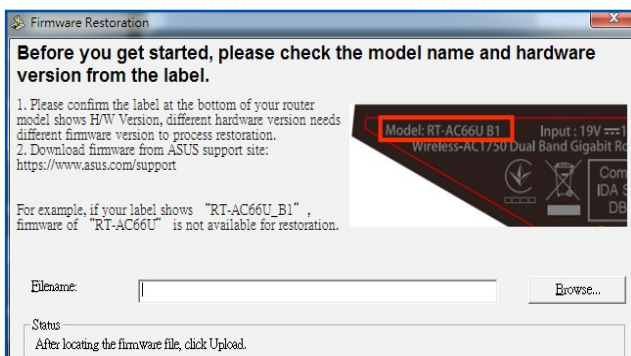 Firmware Restoration
Before you get started, please check the model name and hardware
version from the label.
1. Please confirm the label at the bottom of your router
model shows H/W Version, different hardware version needs
different firmware version to process restoration.
2. Download firmware from ASUS support site:
https://www.asus.com/support
For example, if your label shows “RT-AC66U_B1”,
firmware of “RT-AC66U” is not available for restoration.
Model: RT-AC66U B1 Input : 19V
Wireless-AC1750 Dual Band Gigabit
IDA
DB
Filename:
Browse...
Status
After locating the firmware file, click Upload.